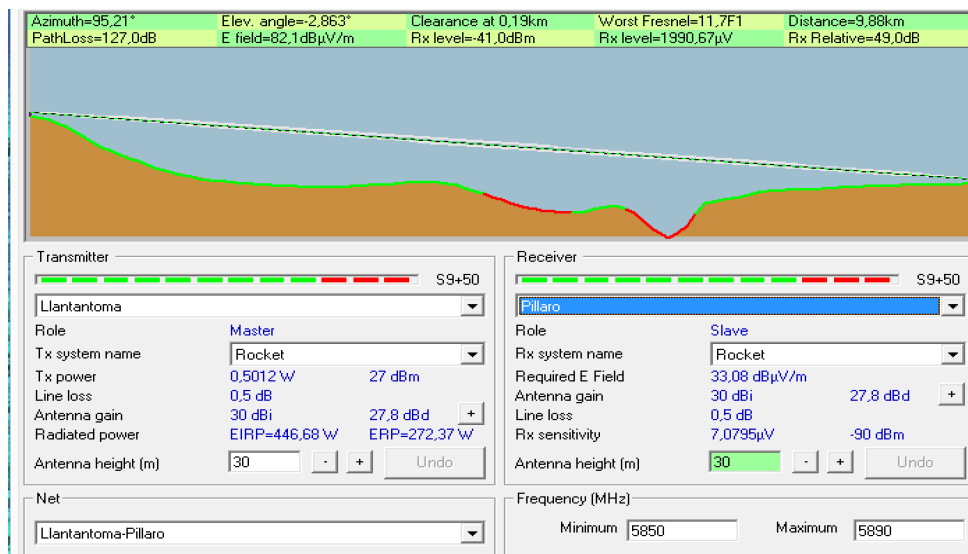 Azimuth=95,21° Elev. angle=-2,863° Clearance at 0,19km Worst Fresnel=11,7F1 Distance=9,88km
PathLoss=127,0dB E field=82,1dBµV/m Rx level=-41,0dBm Rx level=1990,67µV Rx Relative=49,0dB
Transmitter
S9+50
Llantantoma
Role Master
Tx system name Rocket
Tx power 0,5012 W 27 dBm
Line loss 0,5 dB
Antenna gain 30 dBi 27,8 dBd +
Radiated power EIRP=446,68 W ERP=272,37 W
Antenna height (m) 30 - + Undo
Net
Llantantoma-Pillaro
Receiver
S9+50
Pillaro
Role Slave
Rx system name Rocket
Required E Field 33,08 dBµV/m
Antenna gain 30 dBi 27,8 dBd +
Line loss 0,5 dB
Rx sensitivity 7,0795µV -90 dBm
Antenna height (m) 30 - + Undo
Frequency (MHz)
Minimum 5850 Maximum 5890